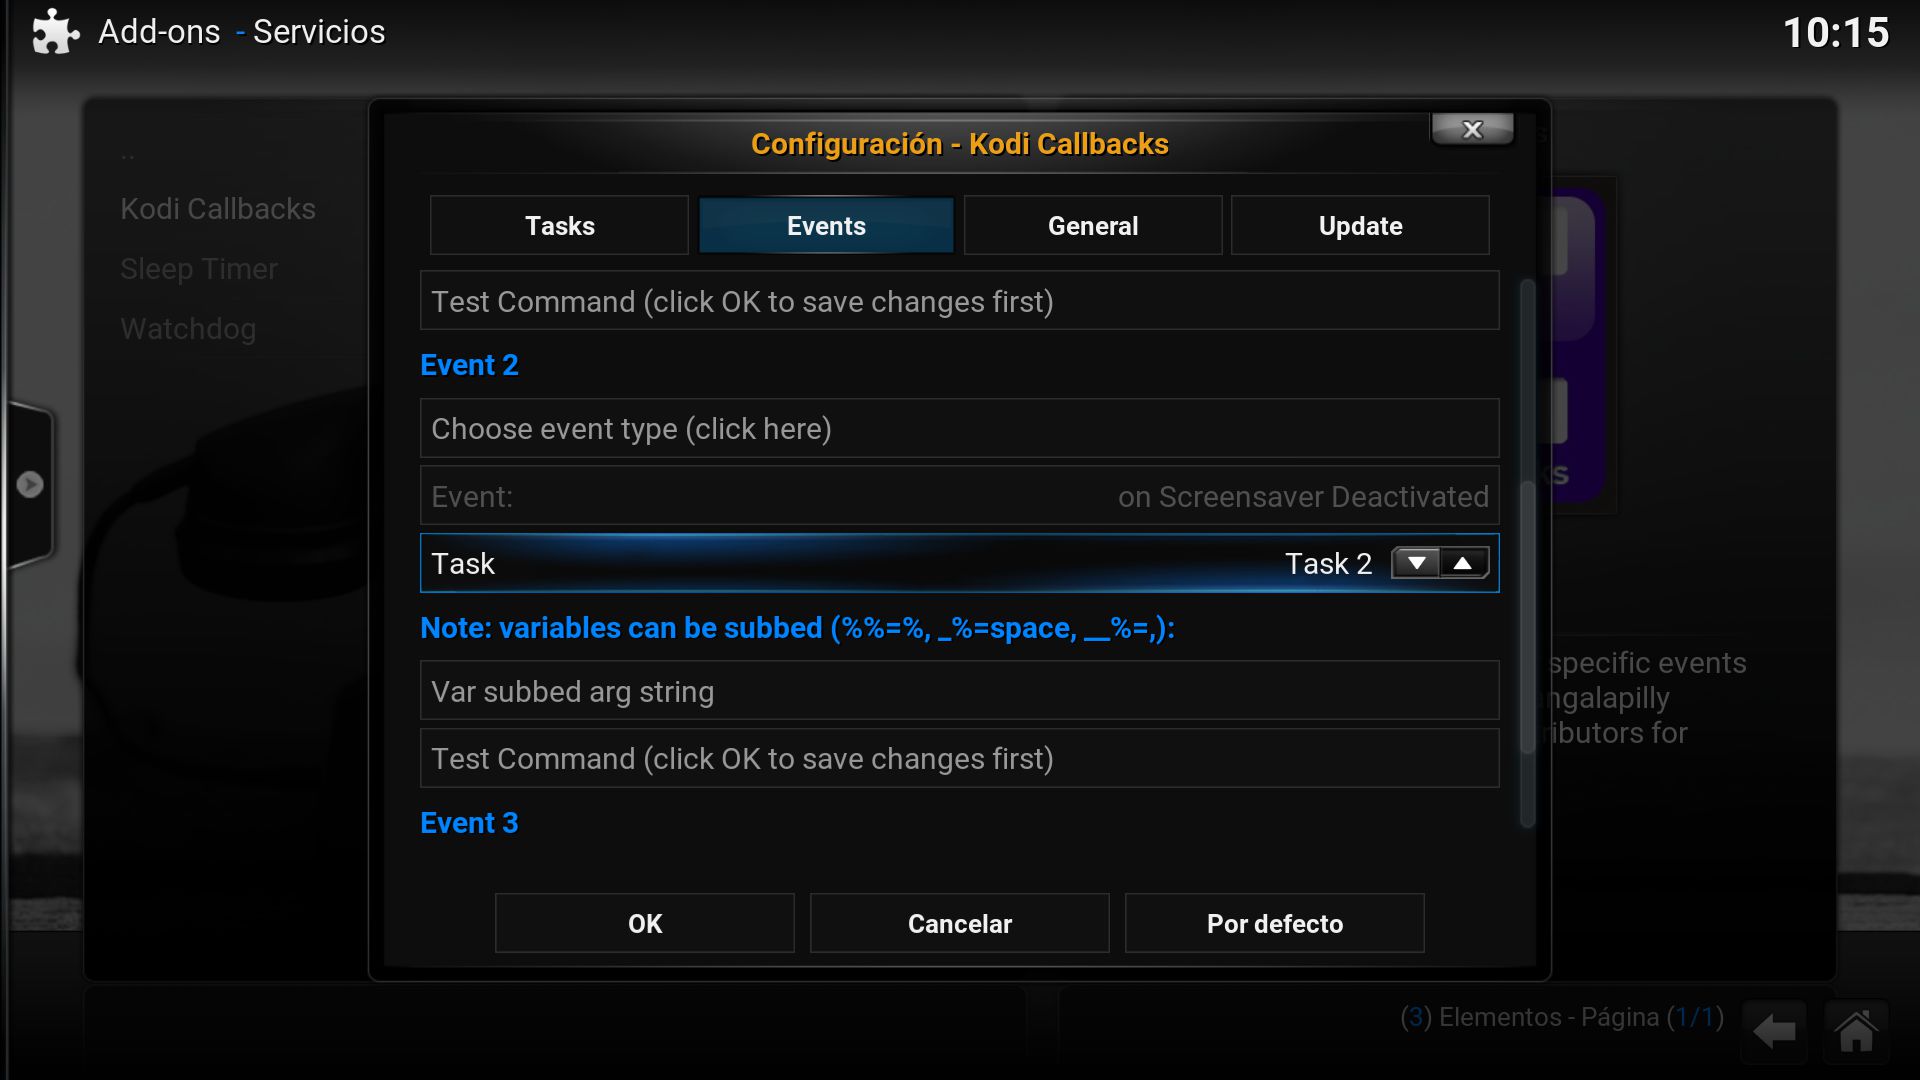 Add-ons - Servicios
10:15
..
Kodi Callbacks
Sleep Timer
Watchdog
Configuración - Kodi Callbacks
Tasks
Events
General
Update
Test Command (click OK to save changes first)
Event 2
Choose event type (click here)
Event:
on Screensaver Deactivated
Task
Task 2
Note: variables can be subbed (%%=%, _%=space, __%=,):
Var subbed arg string
Test Command (click OK to save changes first)
Event 3
OK
Cancelar
Por defecto
specific events
ngalapilly
ributors for
(3) Elementos - Página (1/1)